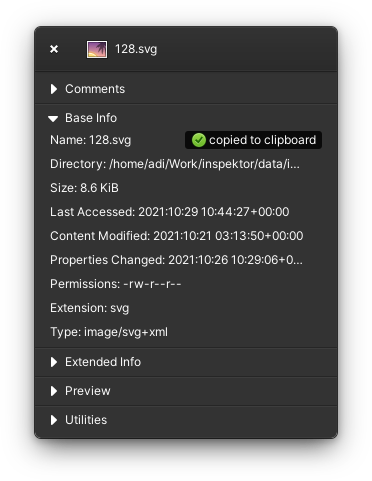 128.svg
Comments
Base Info
Name: 128.svg copied to clipboard
Directory: /home/adi/Work/inspektor/data/i...
Size: 8.6 KiB
Last Accessed: 2021:10:29 10:44:27+00:00
Content Modified: 2021:10:21 03:13:50+00:00
Properties Changed: 2021:10:26 10:29:06+0...
Permissions: -rw-r--r--
Extension: svg
Type: image/svg+xml
Extended Info
Preview
Utilities